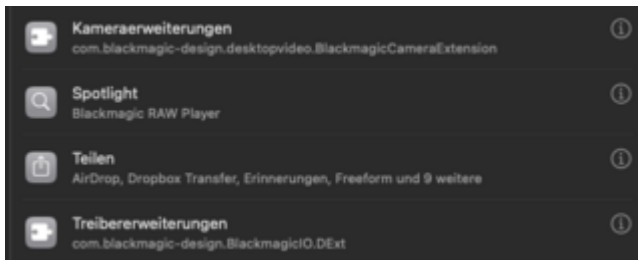 Kameraerweiterungen
com.blackmagic-design.desktopvideo.BlackmagicCameraExtension
Spotlight
Blackmagic RAW Player
Teilen
AirDrop, Dropbox Transfer, Erinnerungen, Freeform und 9 weitere
Treibererweiterungen
com.blackmagic-design.BlackmagicIO.DExt